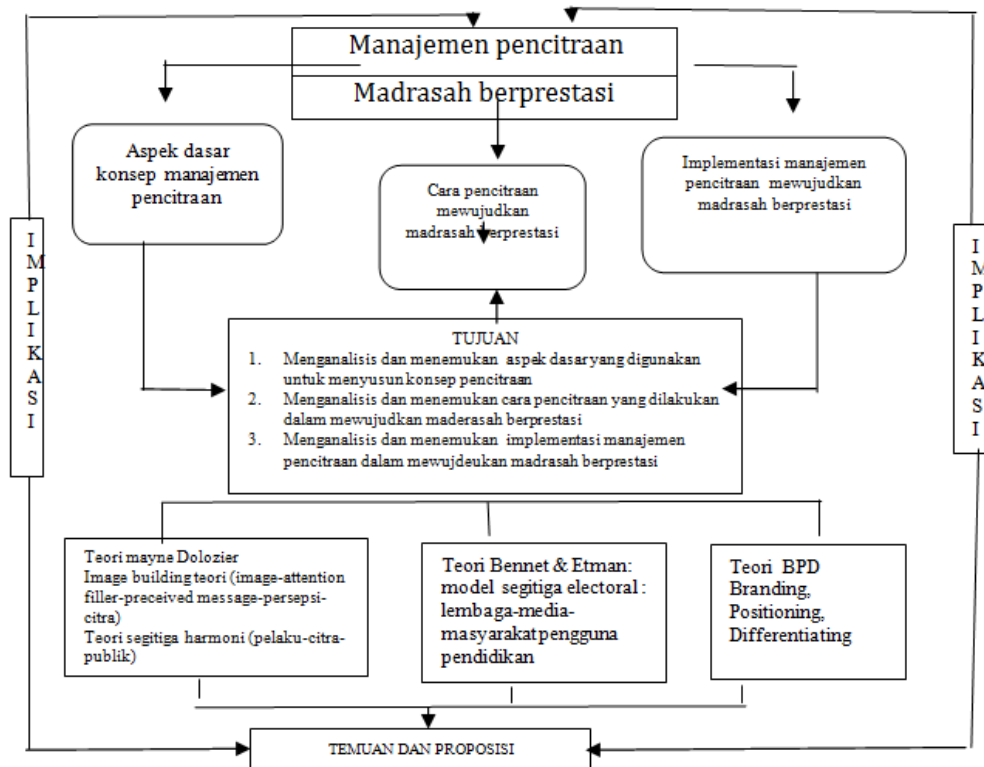 Manajemen pencitraan
Madrasah berprestasi
Aspek dasar
konsep manajemen
pencitraan
Cara pencitraan
mewujudkan
madrasah berprestasi
Implementasi manajemen
pencitraan mewujudkan
madrasah berprestasi
I
M
P
L
I
K
A
S
I
I
M
P
L
I
K
A
S
I
TUJUAN
1. Menganalisis dan menemukan aspek dasar yang digunakan
untuk menyusun konsep pencitraan
2. Menganalisis dan menemukan cara pencitraan yang dilakukan
dalam mewujudkan maderasah berprestasi
3. Menganalisis dan menemukan implementasi manajemen
pencitraan dalam mewujdeukan madrasah berprestasi
Teori mayne Dolozier
Image building teori (image-attention
filler-preceived message-persepsi-
citra)
Teori segitiga harmoni (pelaku-citra-
publik)
Teori Bennet & Etman:
model segitiga electoral :
lembaga-media-
masyarakat pengguna
pendidikan
Teori BPD
Branding,
Positioning,
Differentiating
TEMUAN DAN PROPOSISI